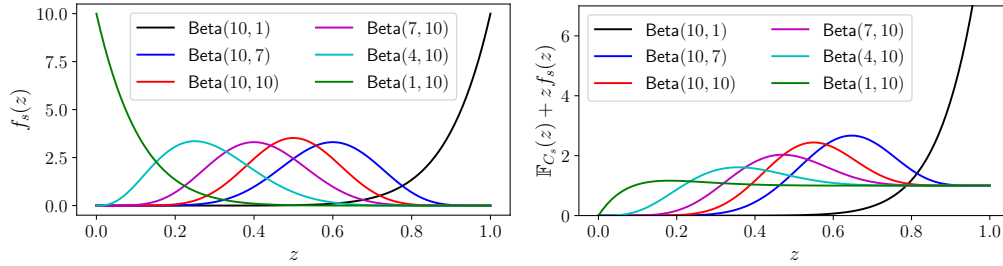 10.0
7.5
5.0
2.5
0.0
f_s(z)
Beta(10, 1)
Beta(10, 7)
Beta(10, 10)
Beta(7, 10)
Beta(4, 10)
Beta(1, 10)
0.0 0.2 0.4 0.6 0.8 1.0
z
6
4
2
0
𝔽_{C_s}(z) + z f_s(z)
Beta(10, 1)
Beta(10, 7)
Beta(10, 10)
Beta(7, 10)
Beta(4, 10)
Beta(1, 10)
0.0 0.2 0.4 0.6 0.8 1.0
z